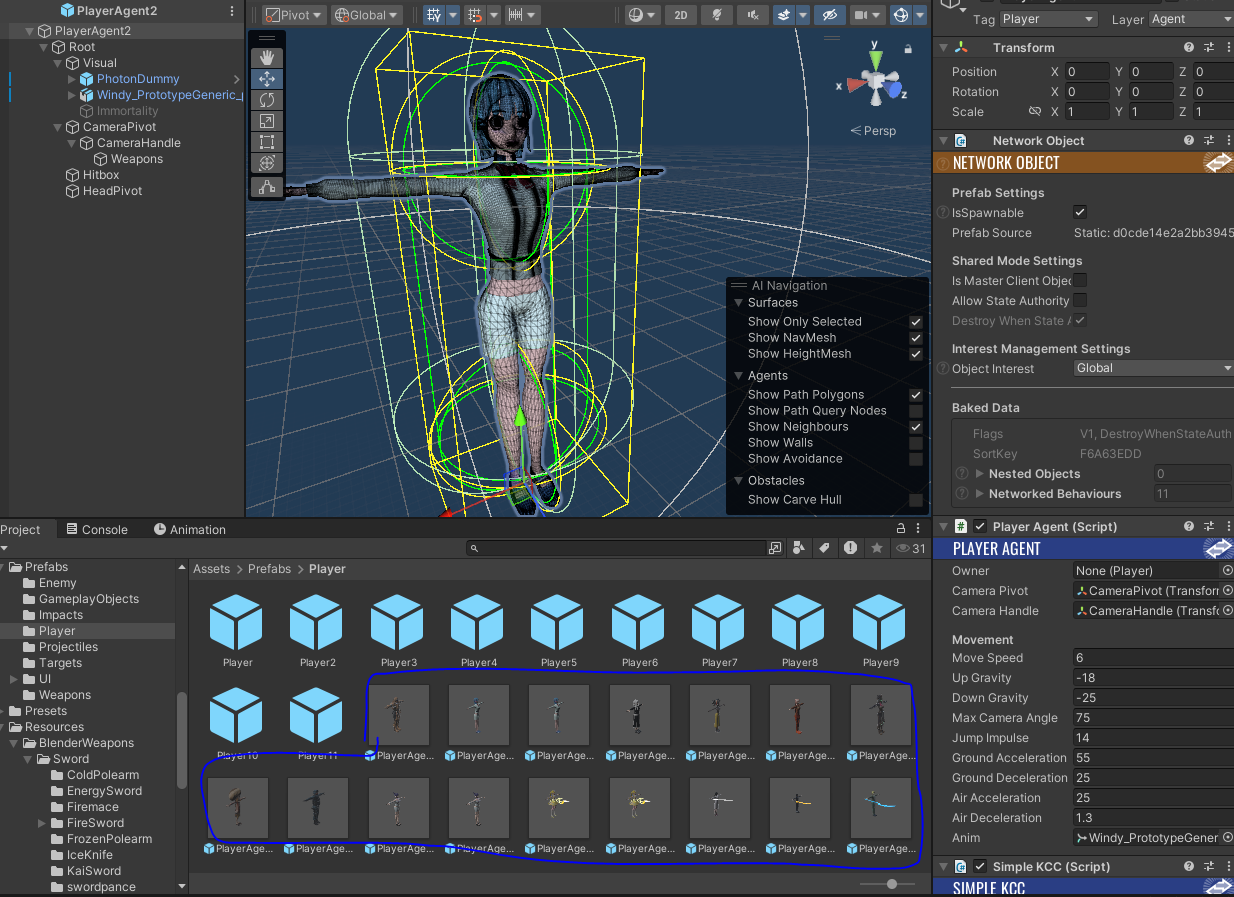 PlayerAgent2
PlayerAgent2
Root
Visual
PhotonDummy
Windy_PrototypeGeneric_
Immortality
CameraPivot
CameraHandle
Weapons
Hitbox
HeadPivot
Pivot Global 2D
y
x
z
Persp
AI Navigation
Surfaces
Show Only Selected
Show NavMesh
Show HeightMesh
Agents
Show Path Polygons
Show Path Query Nodes
Show Neighbours
Show Walls
Show Avoidance
Obstacles
Show Carve Hull
Tag Player Layer Agent
Transform
Position X 0 Y 0 Z 0
Rotation X 0 Y 0 Z 0
Scale X 1 Y 1 Z 1
Network Object
NETWORK OBJECT
Prefab Settings
IsSpawnable
Prefab Source Static: d0cde14e2a2bb3945
Shared Mode Settings
Is Master Client Objec
Allow State Authority
Destroy When State A
Interest Management Settings
Object Interest Global
Baked Data
Flags V1, DestroyWhenStateAuth
SortKey F6A63EDD
Nested Objects 0
Networked Behaviours 11
Player Agent (Script)
PLAYER AGENT
Owner None (Player)
Camera Pivot CameraPivot (Transforn
Camera Handle CameraHandle (Transfc
Movement
Move Speed 6
Up Gravity -18
Down Gravity -25
Max Camera Angle 75
Jump Impulse 14
Ground Acceleration 55
Ground Deceleration 25
Air Acceleration 25
Air Deceleration 1.3
Anim Windy_PrototypeGener
Simple KCC (Script)
SIMPLE KCC
Project Console Animation
31
Prefabs
Enemy
GameplayObjects
Impacts
Player
Projectiles
Targets
UI
Weapons
Presets
Resources
BlenderWeapons
Sword
ColdPolearm
EnergySword
Firemace
FireSword
FrozenPolearm
IceKnife
KaiSword
swordpance
Assets > Prefabs > Player
Player Player2 Player3 Player4 Player5 Player6 Player7 Player8 Player9
Player10 Player11 PlayerAge... PlayerAge... PlayerAge... PlayerAge... PlayerAge... PlayerAge... PlayerAge...
PlayerAge... PlayerAge... PlayerAge... PlayerAge... PlayerAge... PlayerAge... PlayerAge... PlayerAge... PlayerAge...